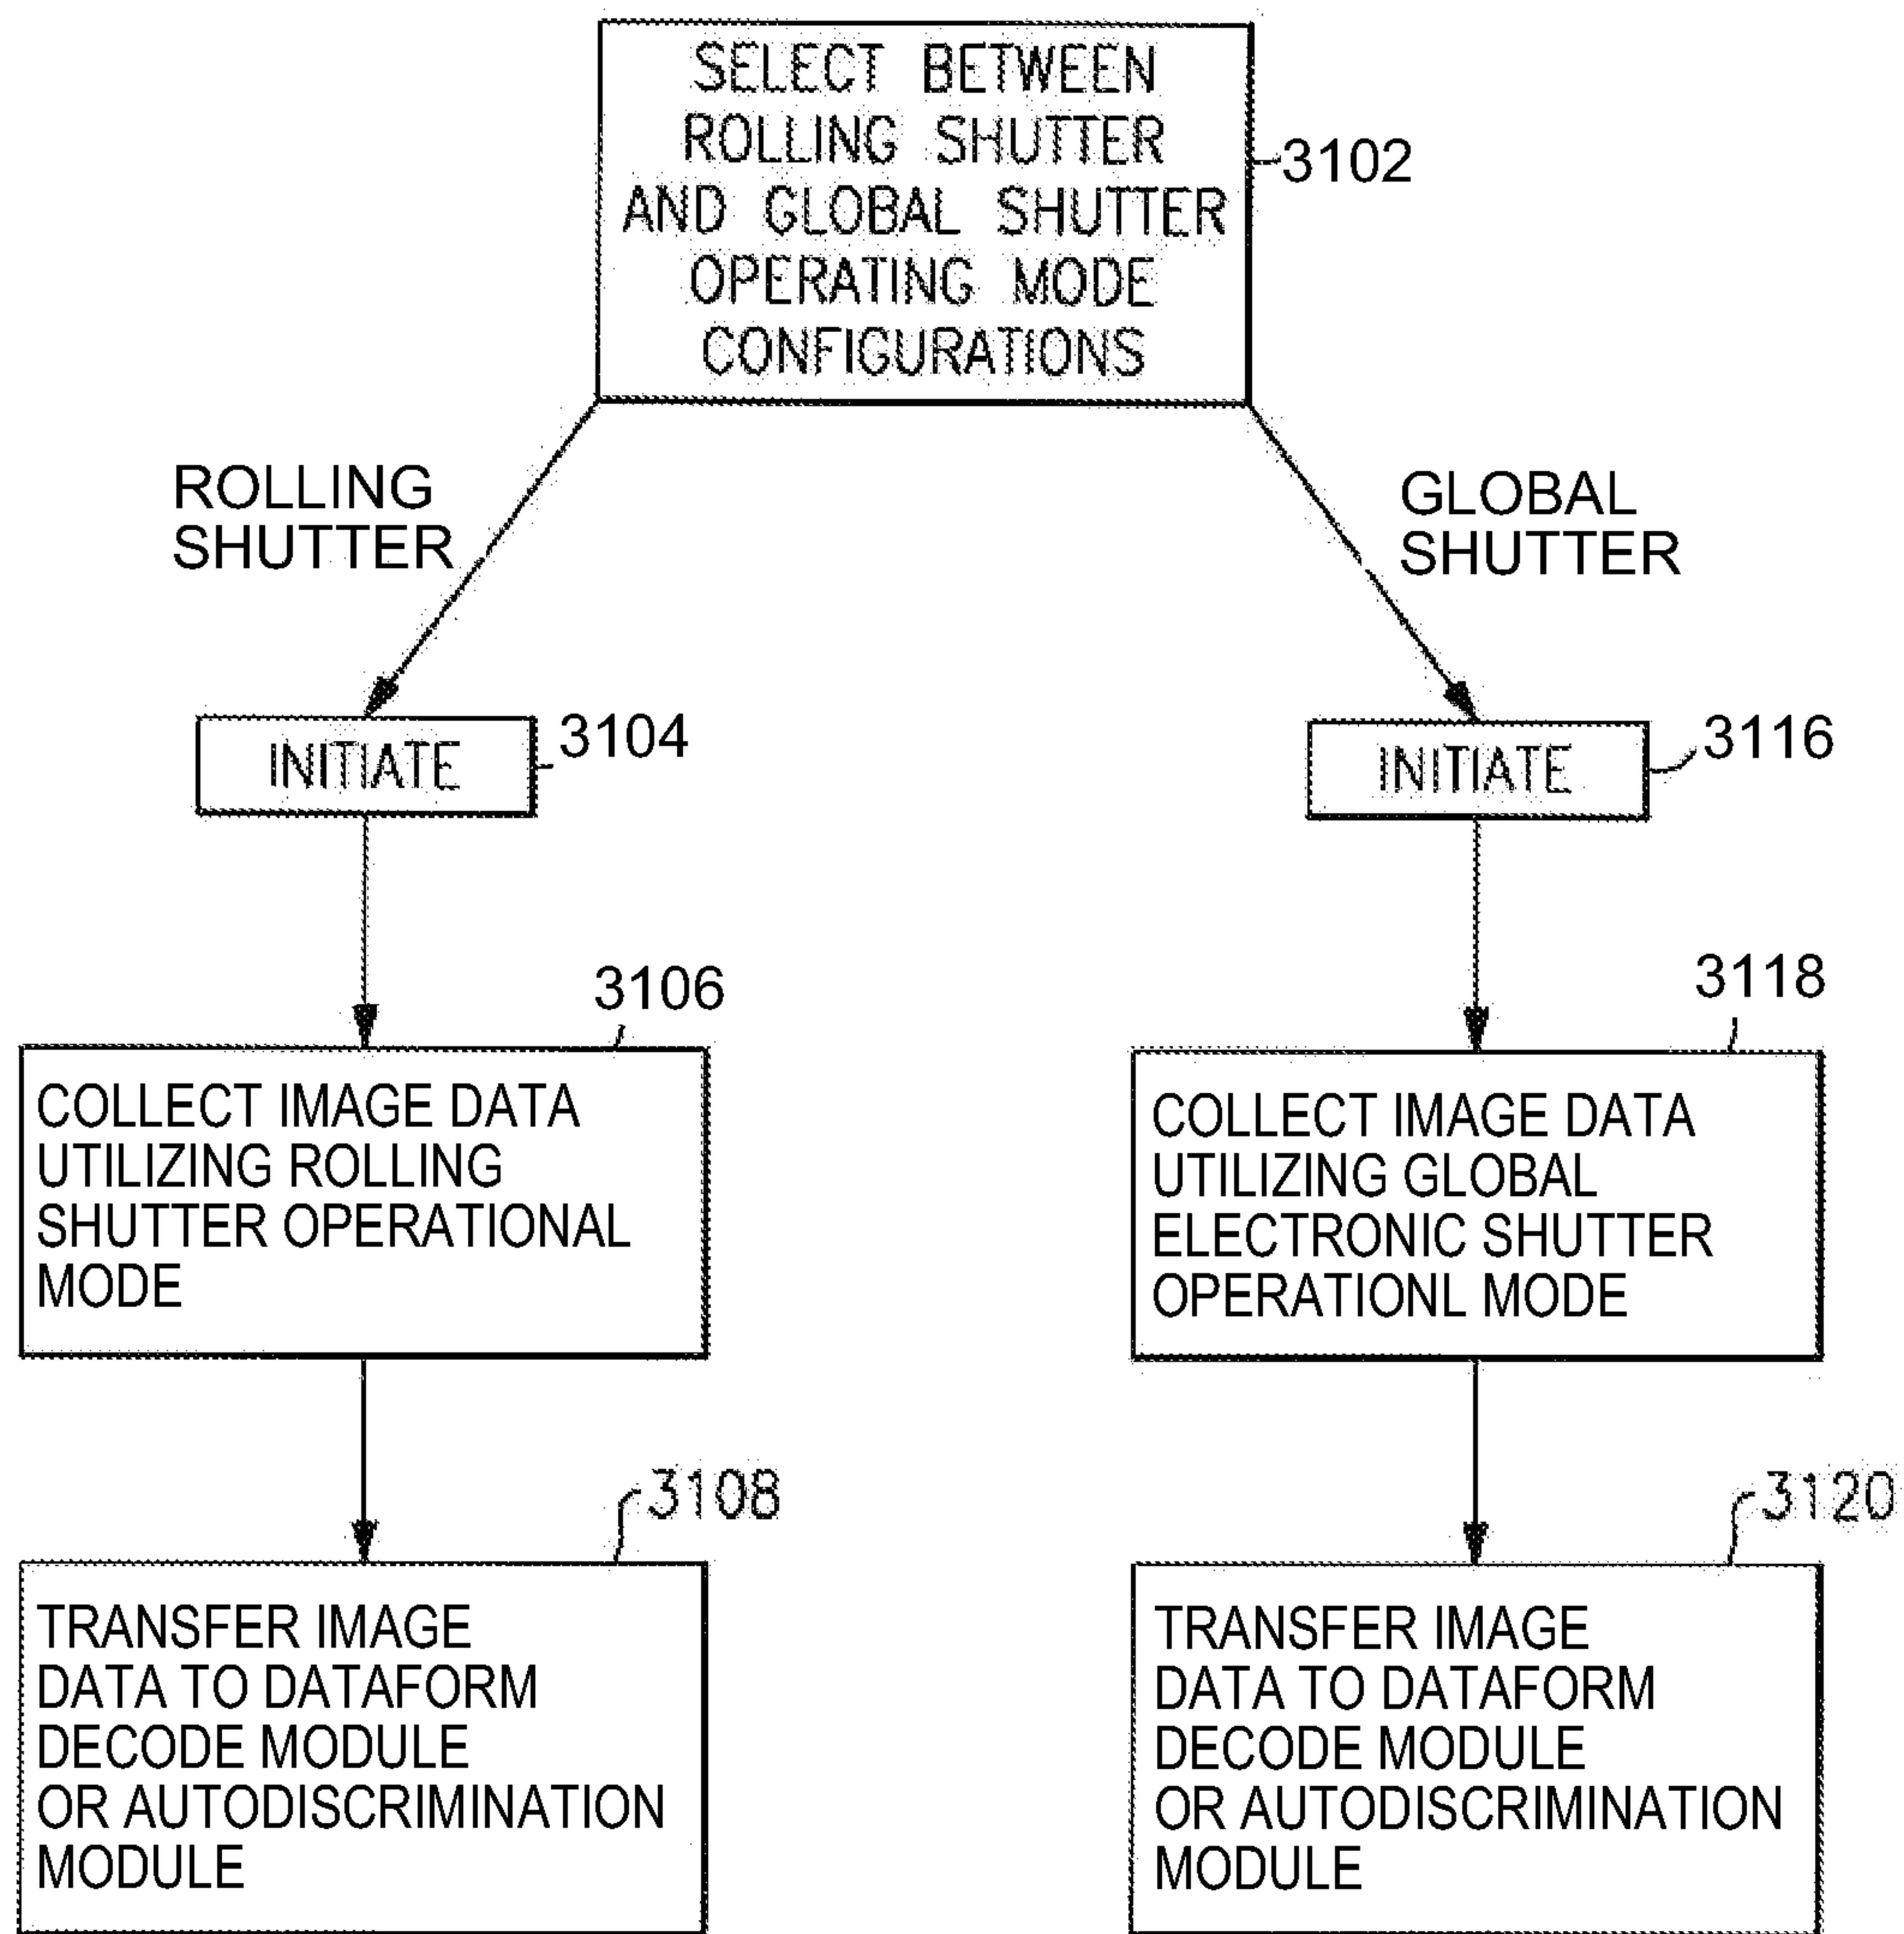 SELECT BETWEEN
ROLLING SHUTTER
AND GLOBAL SHUTTER
OPERATING MODE
CONFIGURATIONS
3102
ROLLING
SHUTTER
GLOBAL
SHUTTER
INITIATE
3104
INITIATE
3116
3106
COLLECT IMAGE DATA
UTILIZING ROLLING
SHUTTER OPERATIONAL
MODE
3118
COLLECT IMAGE DATA
UTILIZING GLOBAL
ELECTRONIC SHUTTER
OPERATIONL MODE
3108
TRANSFER IMAGE
DATA TO DATAFORM
DECODE MODULE
OR AUTODISCRIMINATION
MODULE
3120
TRANSFER IMAGE
DATA TO DATAFORM
DECODE MODULE
OR AUTODISCRIMINATION
MODULE